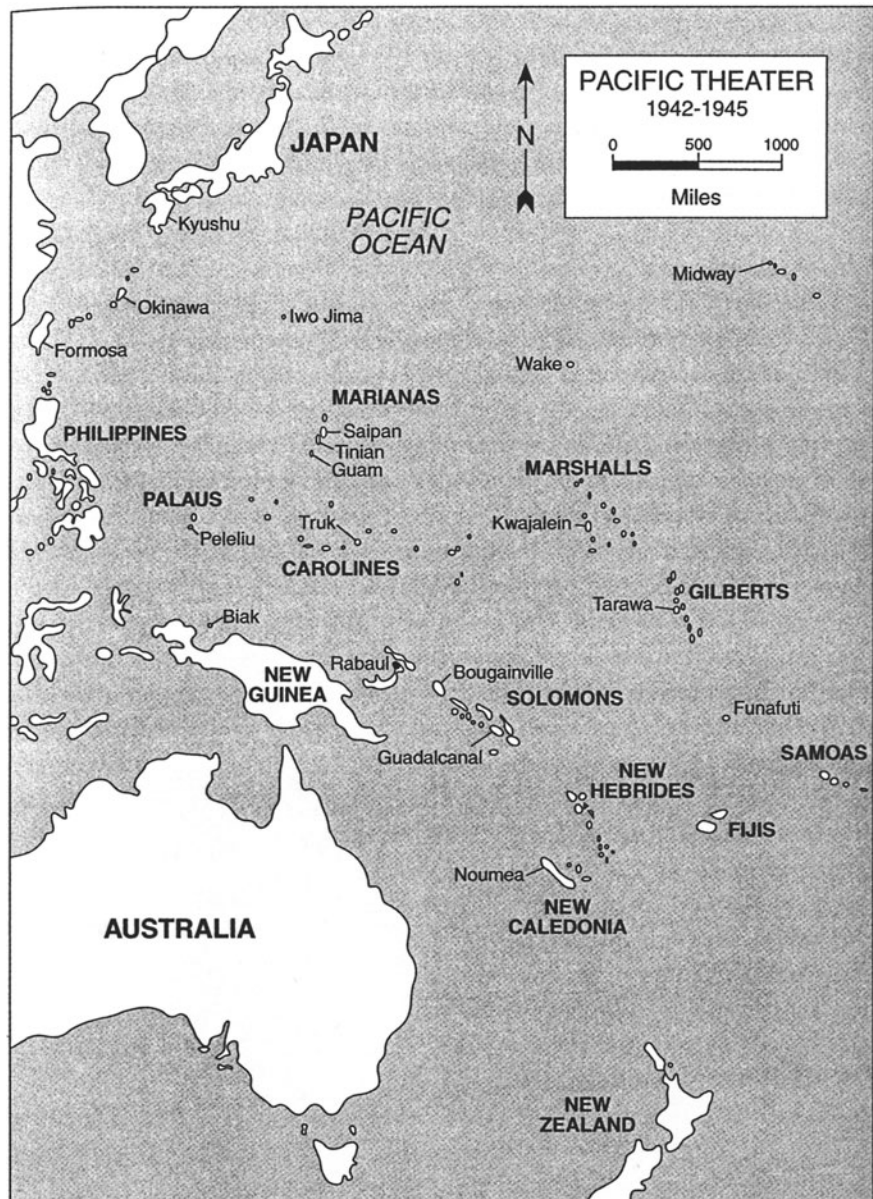 PACIFIC THEATER
1942-1945
0 500 1000
Miles
N
JAPAN
Kyushu
PACIFIC
OCEAN
Midway
Okinawa
Iwo Jima
Formosa
Wake
MARIANAS
PHILIPPINES
Saipan
Tinian
Guam
MARSHALLS
PALAUS
Truk
Kwajalein
Peleliu
CAROLINES
GILBERTS
Tarawa
Biak
Rabaul
Bougainville
NEW
GUINEA
SOLOMONS
Funafuti
Guadalcanal
SAMOAS
NEW
HEBRIDES
FIJIS
Noumea
NEW
CALEDONIA
AUSTRALIA
NEW
ZEALAND